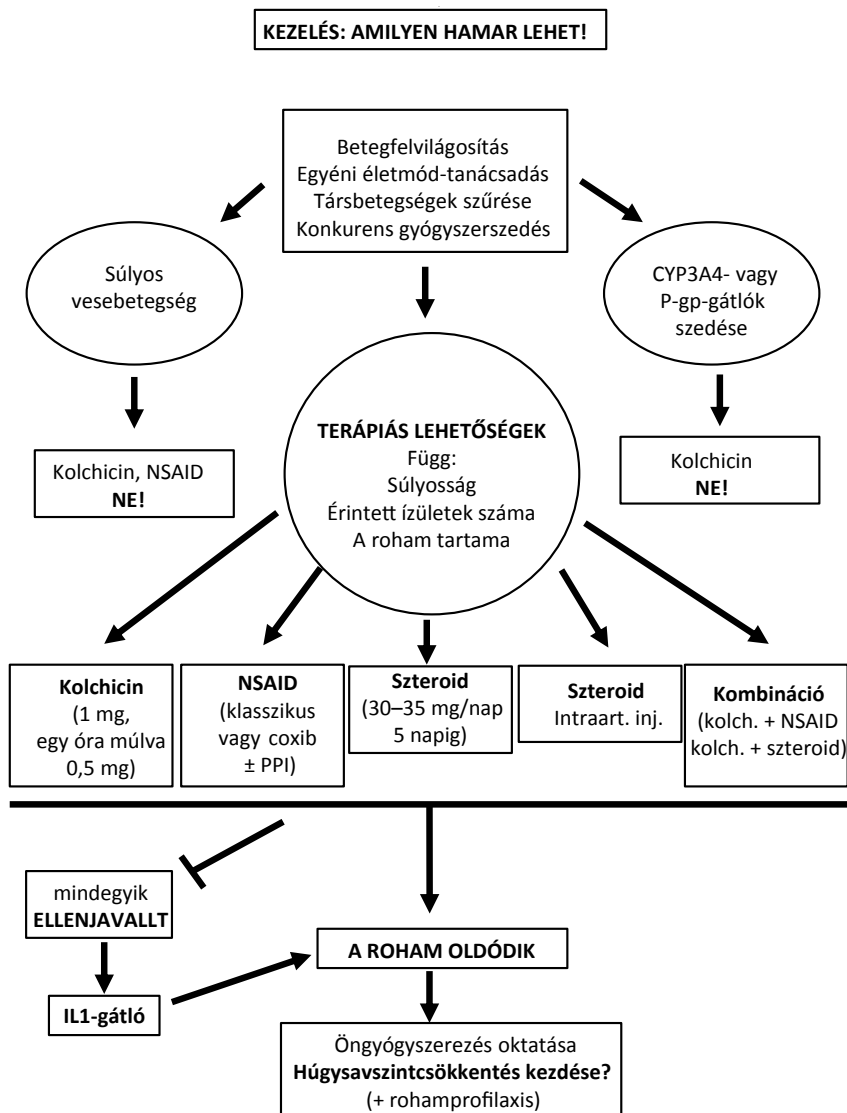 KEZELÉS: AMILYEN HAMAR LEHET!
Betegfelvilágosítás
Egyéni életmód-tanácsadás
Társbetegségek szűrése
Konkurens gyógyszerszedés
Súlyos
vesebetegség
CYP3A4- vagy
P-gp-gátlók
szedése
Kolchicin, NSAID
NE!
TERÁPIÁS LEHETŐSÉGEK
Függ:
Súlyosság
Érintett ízületek száma
A roham tartama
Kolchicin
NE!
Kolchicin
(1 mg,
egy óra múlva
0,5 mg)
NSAID
(klasszikus
vagy coxib
± PPI)
Szteroid
(30–35 mg/nap
5 napig)
Szteroid
Intraart. inj.
Kombináció
(kolch. + NSAID
kolch. + szteroid)
mindegyik
ELLENJAVALLT
IL1-gátló
A ROHAM OLDÓDIK
Öngyógyszerezés oktatása
Húgysavszintcsökkentés kezdése?
(+ rohamprofilaxis)